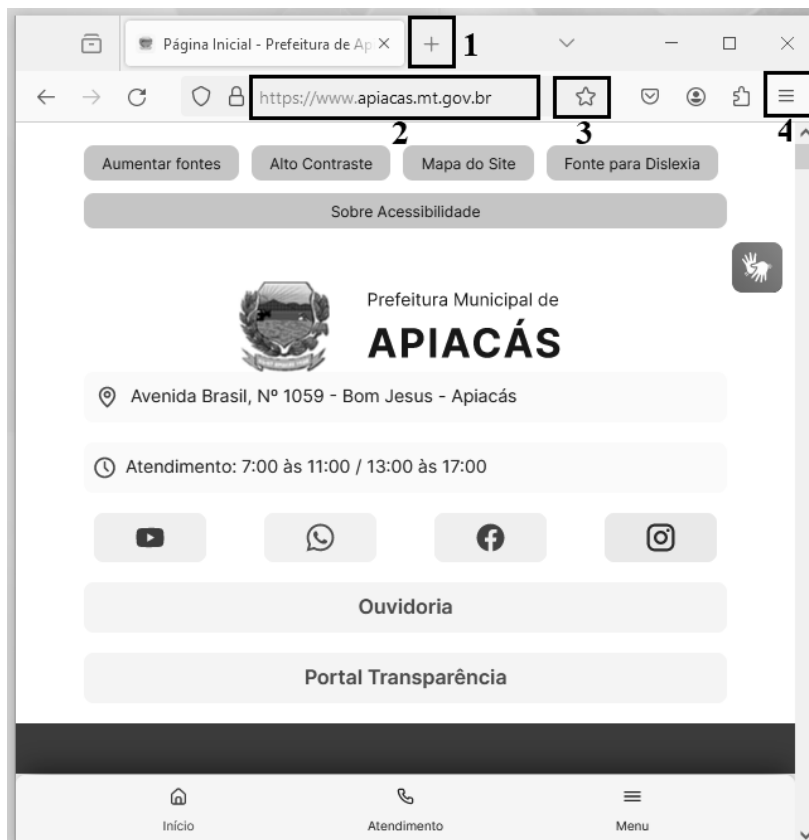 Página Inicial - Prefeitura de Ap
1
https://www.apiacas.mt.gov.br
2
3
4
Aumentar fontes
Alto Contraste
Mapa do Site
Fonte para Dislexia
Sobre Acessibilidade
Prefeitura Municipal de
APIACÁS
Avenida Brasil, Nº 1059 - Bom Jesus - Apiacás
Atendimento: 7:00 às 11:00 / 13:00 às 17:00
Ouvidoria
Portal Transparência
Início
Atendimento
Menu